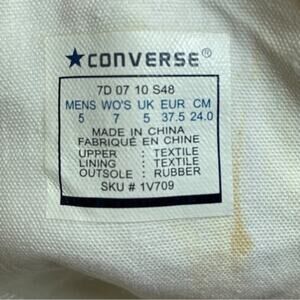 ★CONVERSE®
7D 07 10 S48
MENS WO'S UK EUR CM
5 7 5 37.5 24.0
MADE IN CHINA
FABRIQUÉ EN CHINE
UPPER : TEXTILE
LINING : TEXTILE
OUTSOLE : RUBBER
SKU # 1V709